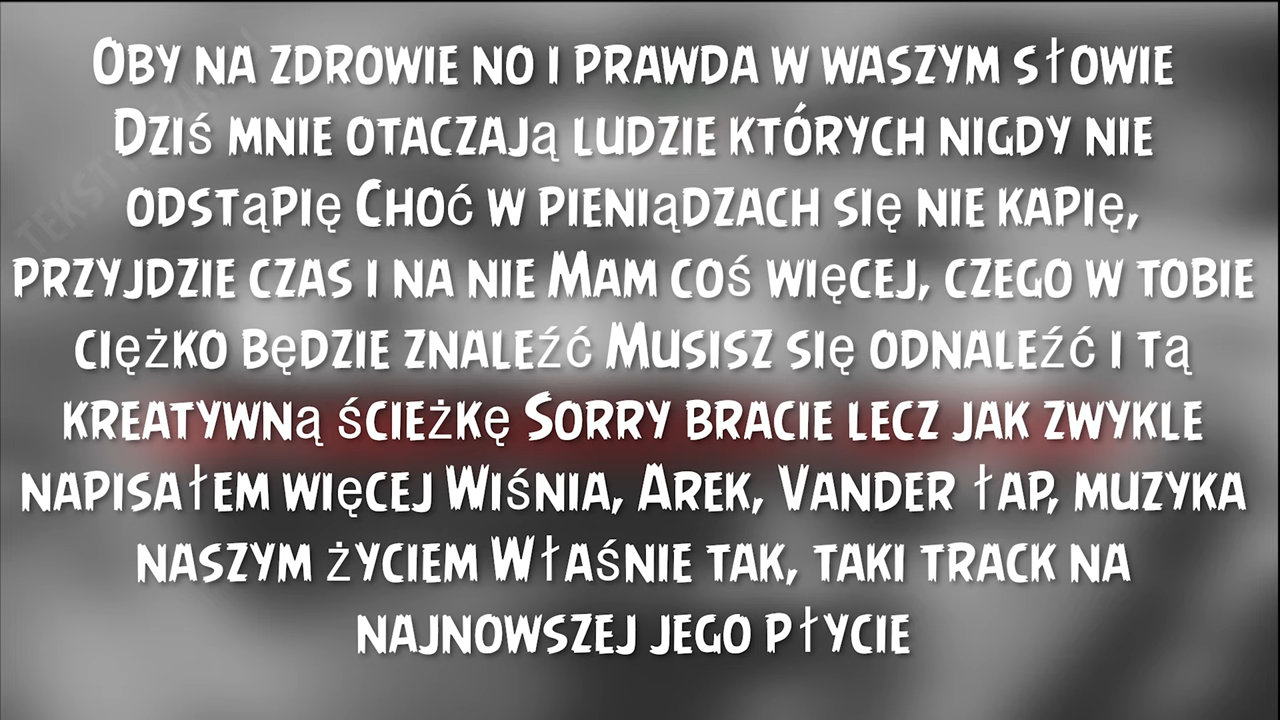 Oby na zdrowie no i prawda w waszym słowie
Dziś mnie otaczają ludzie których nigdy nie
odstąpię Choć w pieniądzach się nie kapię,
przyjdzie czas i na nie Mam coś więcej, czego w tobie
ciężko będzie znaleźć Musisz się odnaleźć i tą
kreatywną ścieżkę Sorry bracie lecz jak zwykle
napisałem więcej Wiśnia, Arek, Vander łap, muzyka
naszym życiem Właśnie tak, taki track na
najnowszej jego płycie